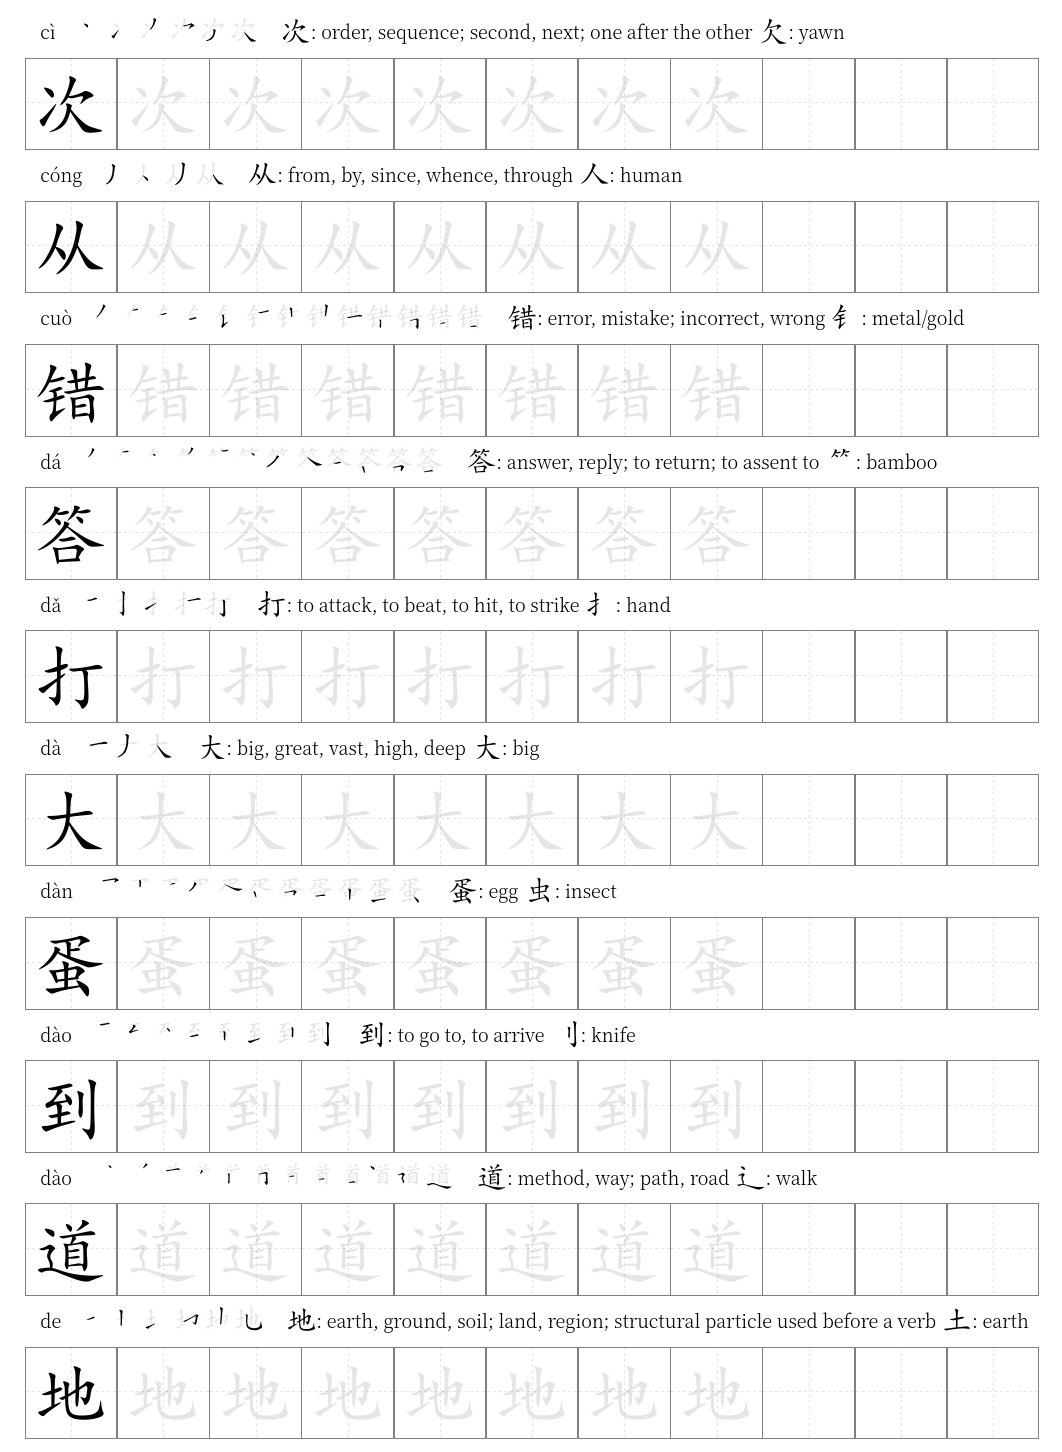 cì 次: order, sequence; second, next; one after the other 欠: yawn
次 次 次 次 次 次 次 次
cóng 从: from, by, since, whence, through 人: human
从 从 从 从 从 从 从 从
cuò 错: error, mistake; incorrect, wrong 钅: metal/gold
错 错 错 错 错 错 错 错
dá 答: answer, reply; to return; to assent to ⺮: bamboo
答 答 答 答 答 答 答 答
dǎ 打: to attack, to beat, to hit, to strike 扌: hand
打 打 打 打 打 打 打 打
dà 大: big, great, vast, high, deep 大: big
大 大 大 大 大 大 大 大
dàn 蛋: egg 虫: insect
蛋 蛋 蛋 蛋 蛋 蛋 蛋 蛋
dào 到: to go to, to arrive 刂: knife
到 到 到 到 到 到 到 到
dào 道: method, way; path, road 辶: walk
道 道 道 道 道 道 道 道
de 地: earth, ground, soil; land, region; structural particle used before a verb 土: earth
地 地 地 地 地 地 地 地